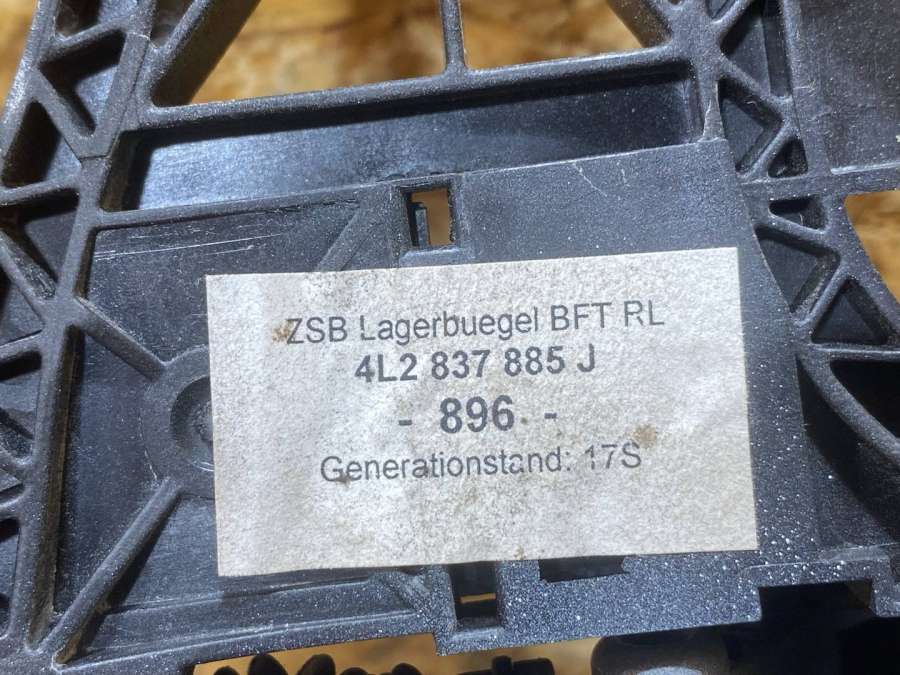 ZSB Lagerbuegel BFT RL
4L2 837 885 J
- 896 -
Generationstand: 17S